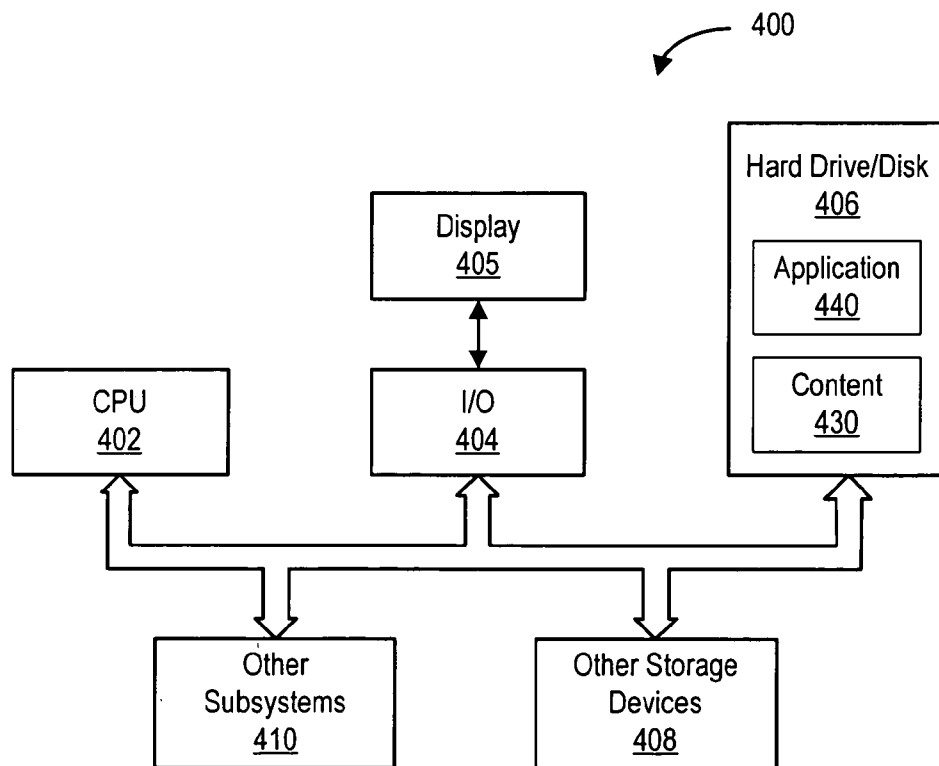 400
Hard Drive/Disk
406
Application
440
Content
430
Display
405
CPU
402
I/O
404
Other
Subsystems
410
Other Storage
Devices
408